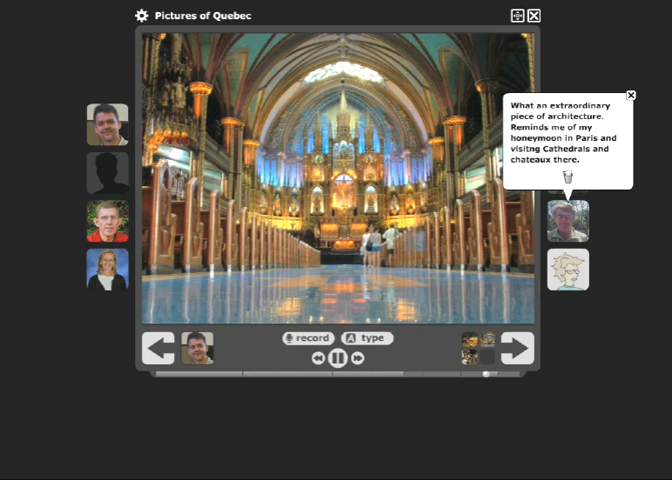 Pictures of Quebec
What an extraordinary
piece of architecture.
Reminds me of my
honeymoon in Paris and
visitng Cathedrals and
chateaux there.
record
A type